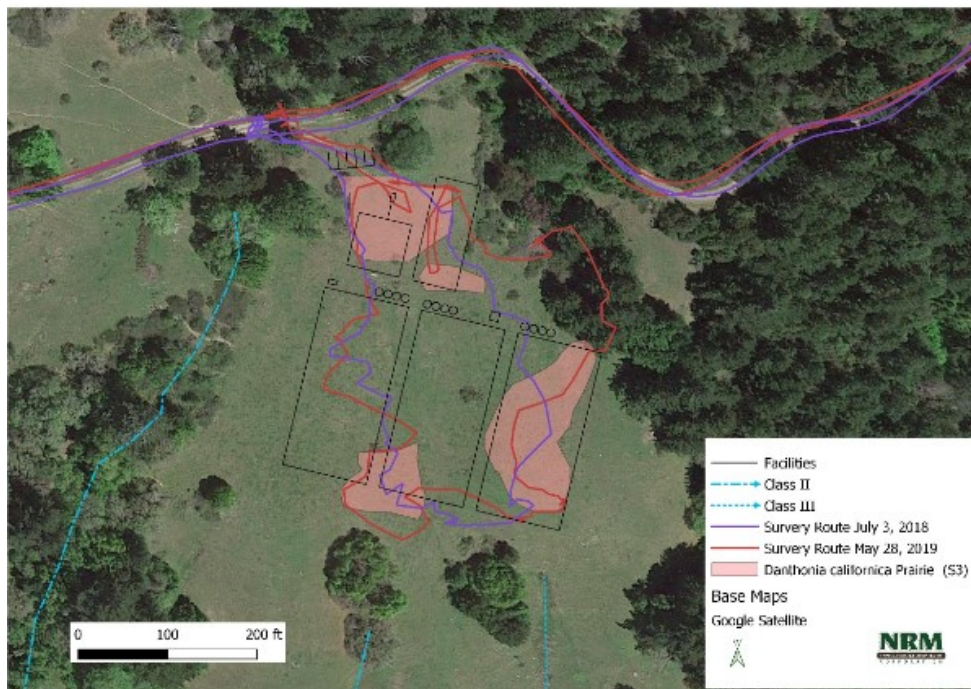 Facilities
Class II
Class III
Survery Route July 3, 2018
Survery Route May 28, 2019
Danthonia californica Prairie (S3)
Base Maps
Google Satellite
0 100 200 ft
NRM
CORPORATION